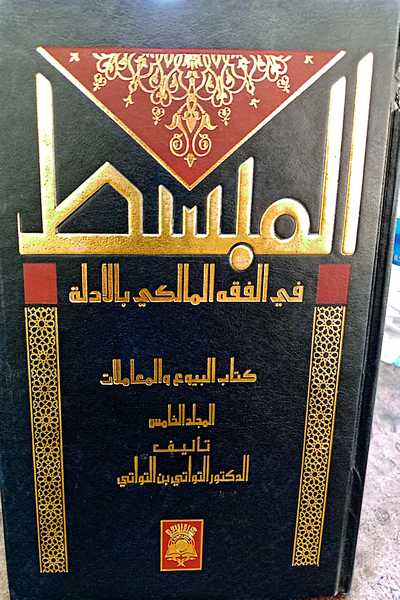 المبسط
في الفقه المالكي بالأدلة
كتاب البيوع والمعاملات
المجلد الخامس
تأليف
الدكتور التواتي بن التواتي